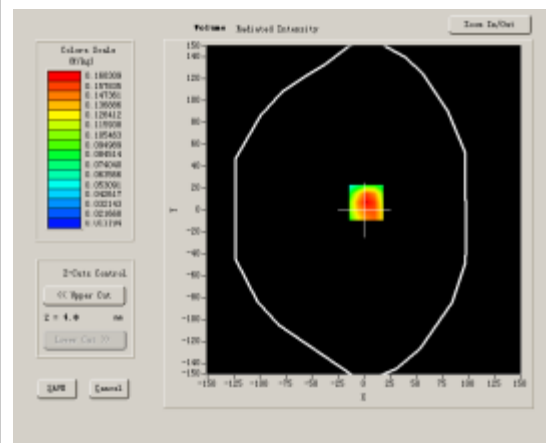 Volume Radiated Intensity
Zoom In/Out
Colors Scale
(W/kg)
0.168309
0.157835
0.147361
0.136886
0.126412
0.115938
0.105463
0.094989
0.084514
0.074040
0.063566
0.053091
0.042617
0.032143
0.021668
0.011194
Z-Cuts Control
<< Upper Cut
Z = 4.0 mm
Lower Cut >>
SAVE
Cancel
150
140
120
100
80
60
40
20
0
-20
-40
-60
-80
-100
-120
-140
-150
Y
-150 -125 -100 -75 -50 -25 0 25 50 75 100 125 150
X